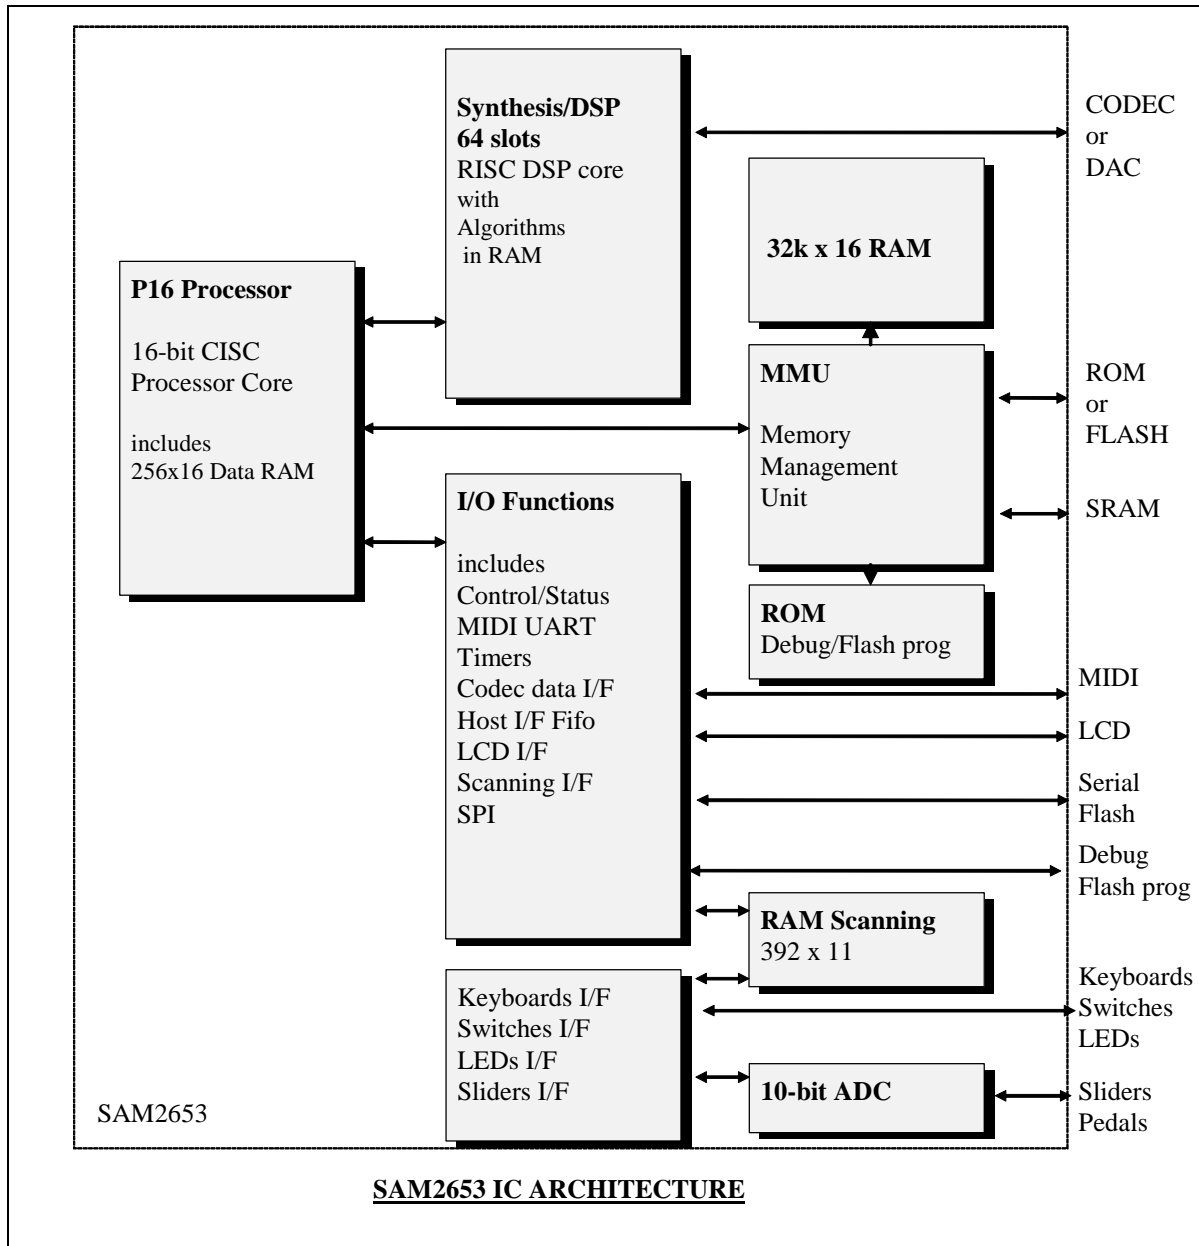 Synthesis/DSP
64 slots
RISC DSP core
with
Algorithms
in RAM
CODEC
or
DAC
32k x 16 RAM
P16 Processor
16-bit CISC
Processor Core
includes
256x16 Data RAM
MMU
Memory
Management
Unit
ROM
or
FLASH
SRAM
I/O Functions
includes
Control/Status
MIDI UART
Timers
Codec data I/F
Host I/F Fifo
LCD I/F
Scanning I/F
SPI
ROM
Debug/Flash prog
MIDI
LCD
Serial
Flash
Debug
Flash prog
RAM Scanning
392 x 11
Keyboards I/F
Switches I/F
LEDs I/F
Sliders I/F
Keyboards
Switches
LEDs
10-bit ADC
Sliders
Pedals
SAM2653
SAM2653 IC ARCHITECTURE